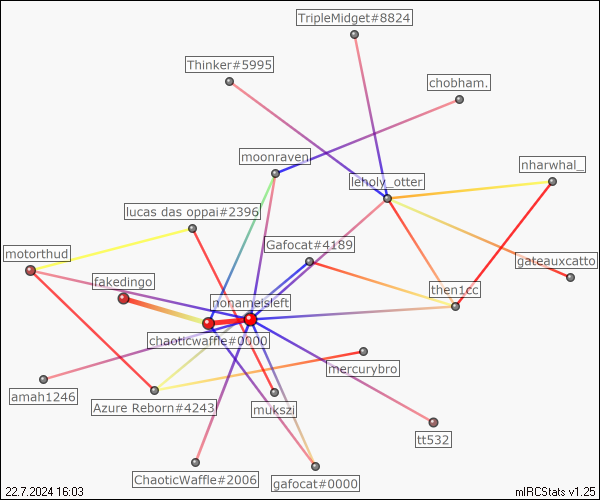 TripleMidget#8824
Thinker#5995
chobham.
moonraven
nharwhal_
leholy_otter
lucas das oppai#2396
Gafocat#4189
motorthud
gateauxcatto
fakedingo
then1cc
nonameisleft
chaoticwaffle#0000
mercurybro
amah1246
Azure Reborn#4243
mukszi
tt532
ChaoticWaffle#2006
gafocat#0000
22.7.2024 16:03
mIRCStats v1.25